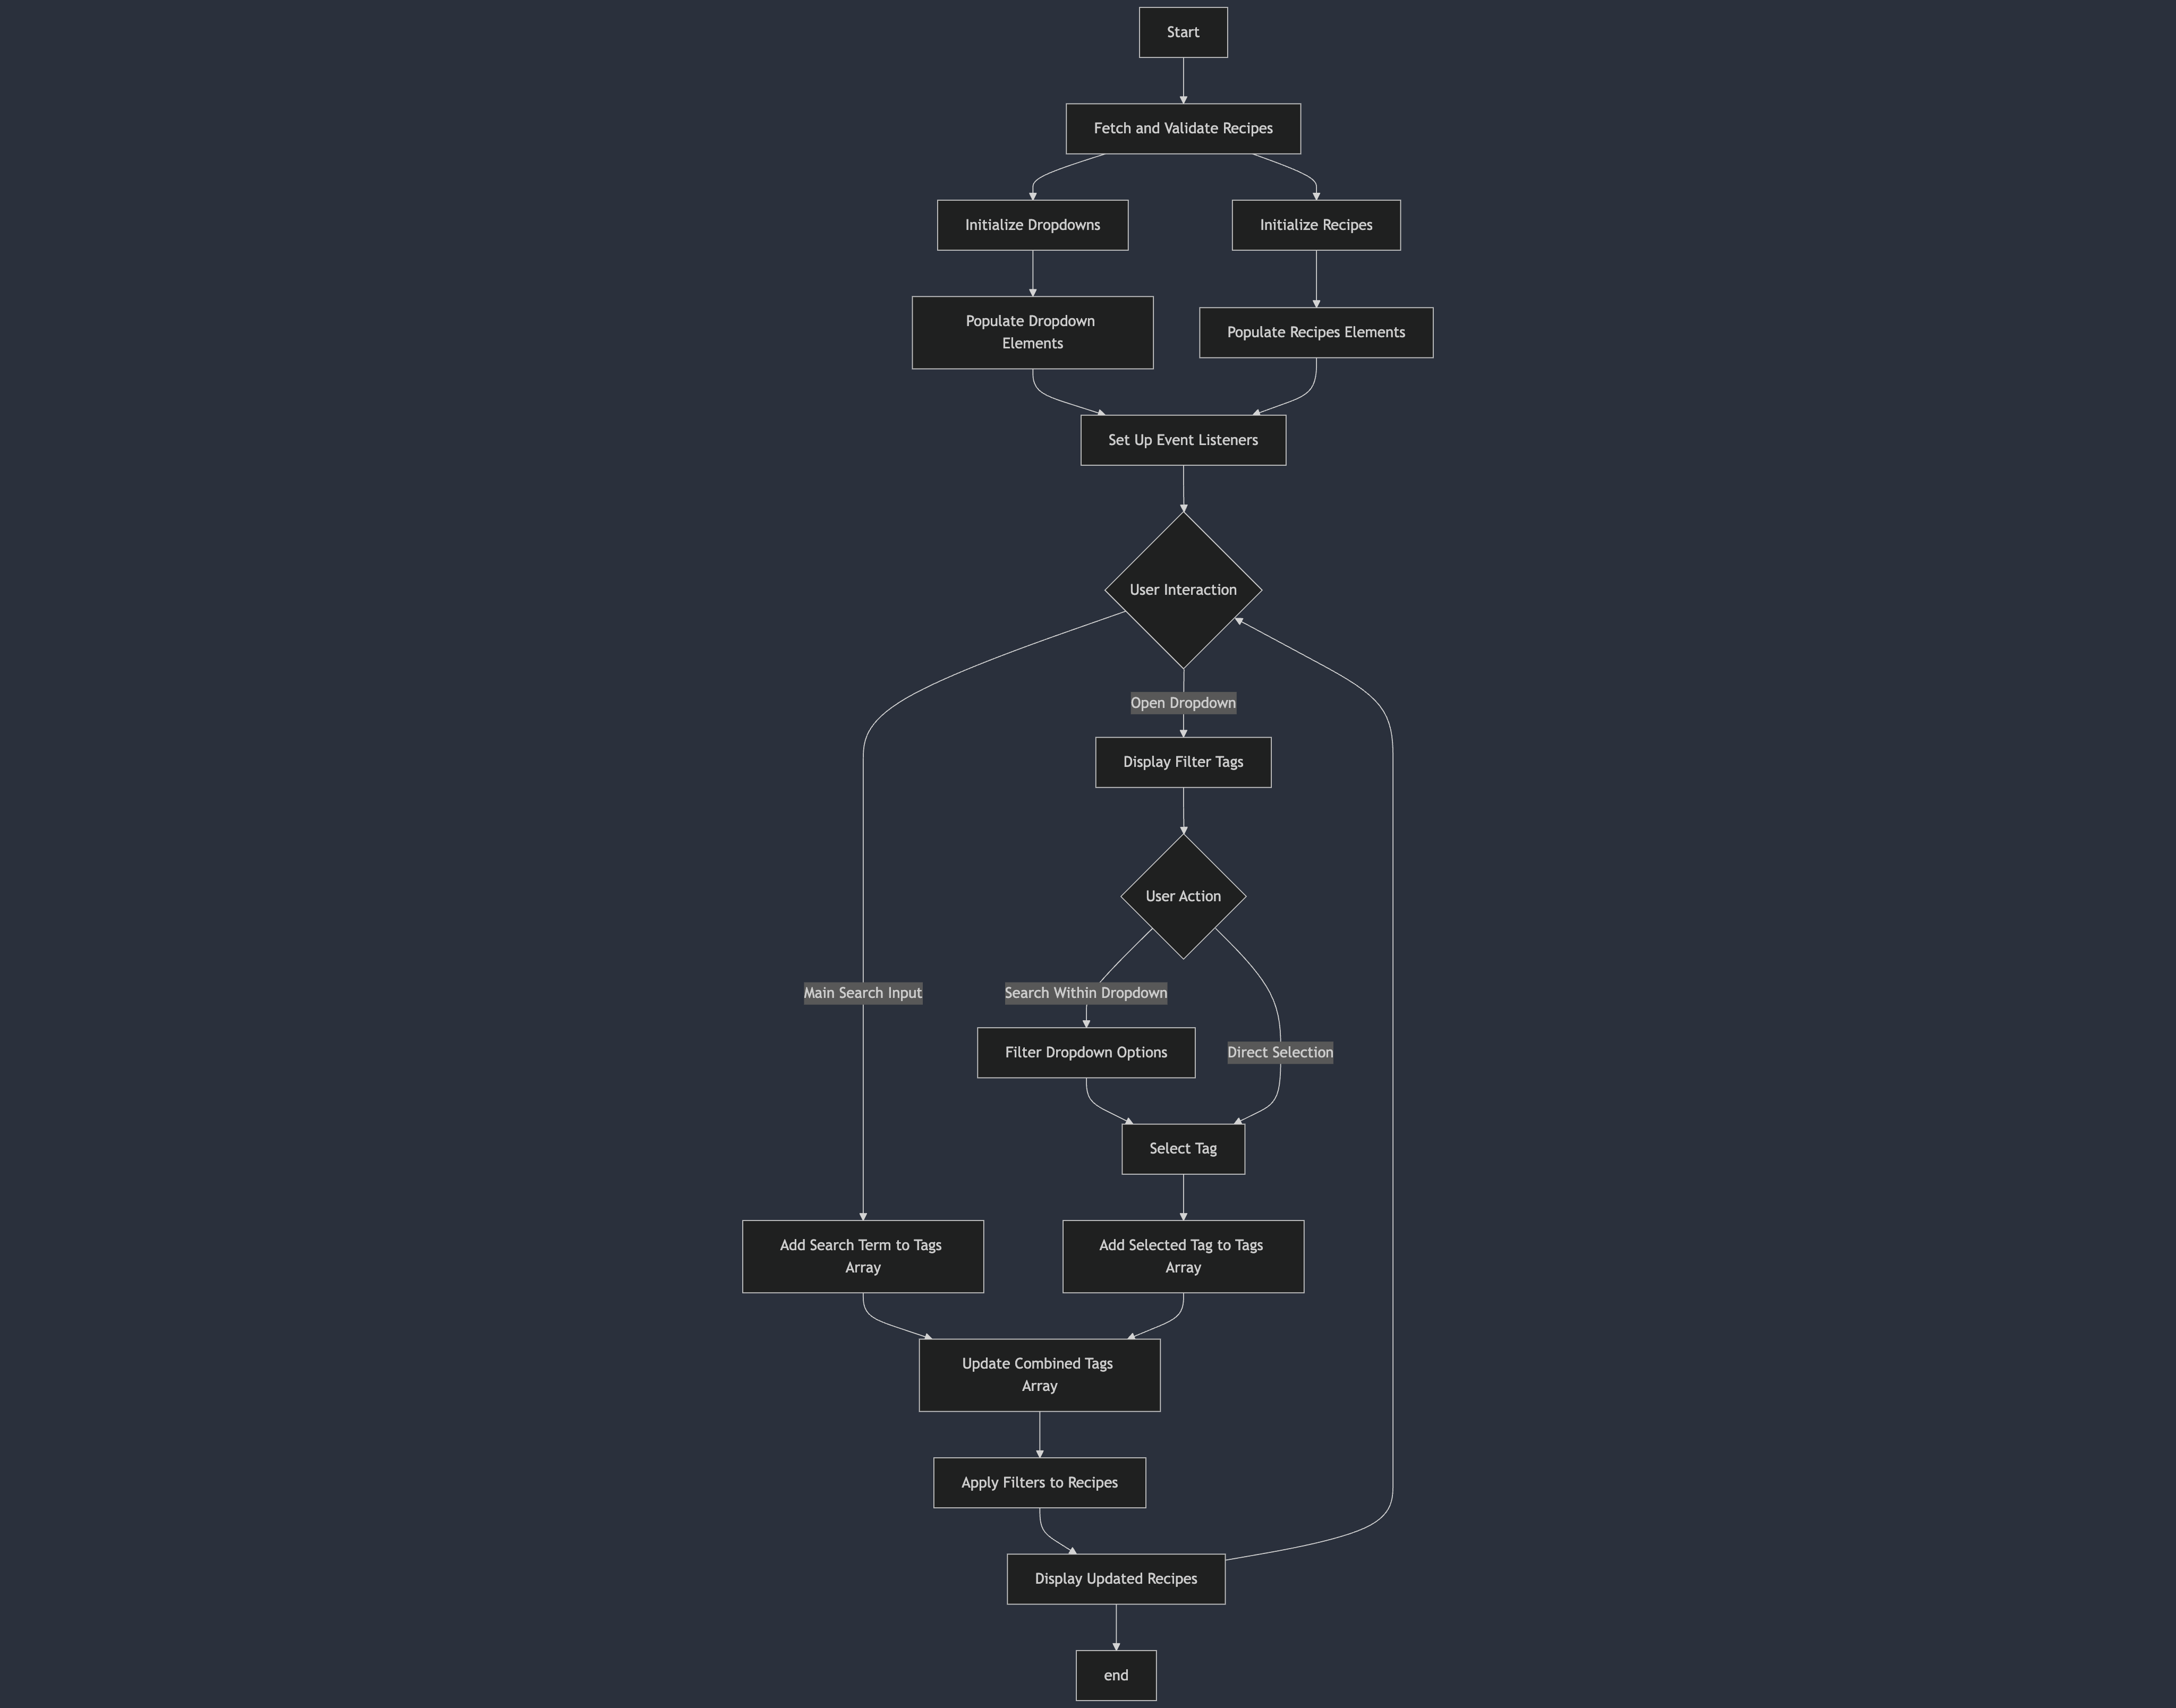 Start
Fetch and Validate Recipes
Initialize Dropdowns
Initialize Recipes
Populate Dropdown
Elements
Populate Recipes Elements
Set Up Event Listeners
User Interaction
Open Dropdown
Display Filter Tags
User Action
Main Search Input
Search Within Dropdown
Filter Dropdown Options
Direct Selection
Select Tag
Add Search Term to Tags
Array
Add Selected Tag to Tags
Array
Update Combined Tags
Array
Apply Filters to Recipes
Display Updated Recipes
end